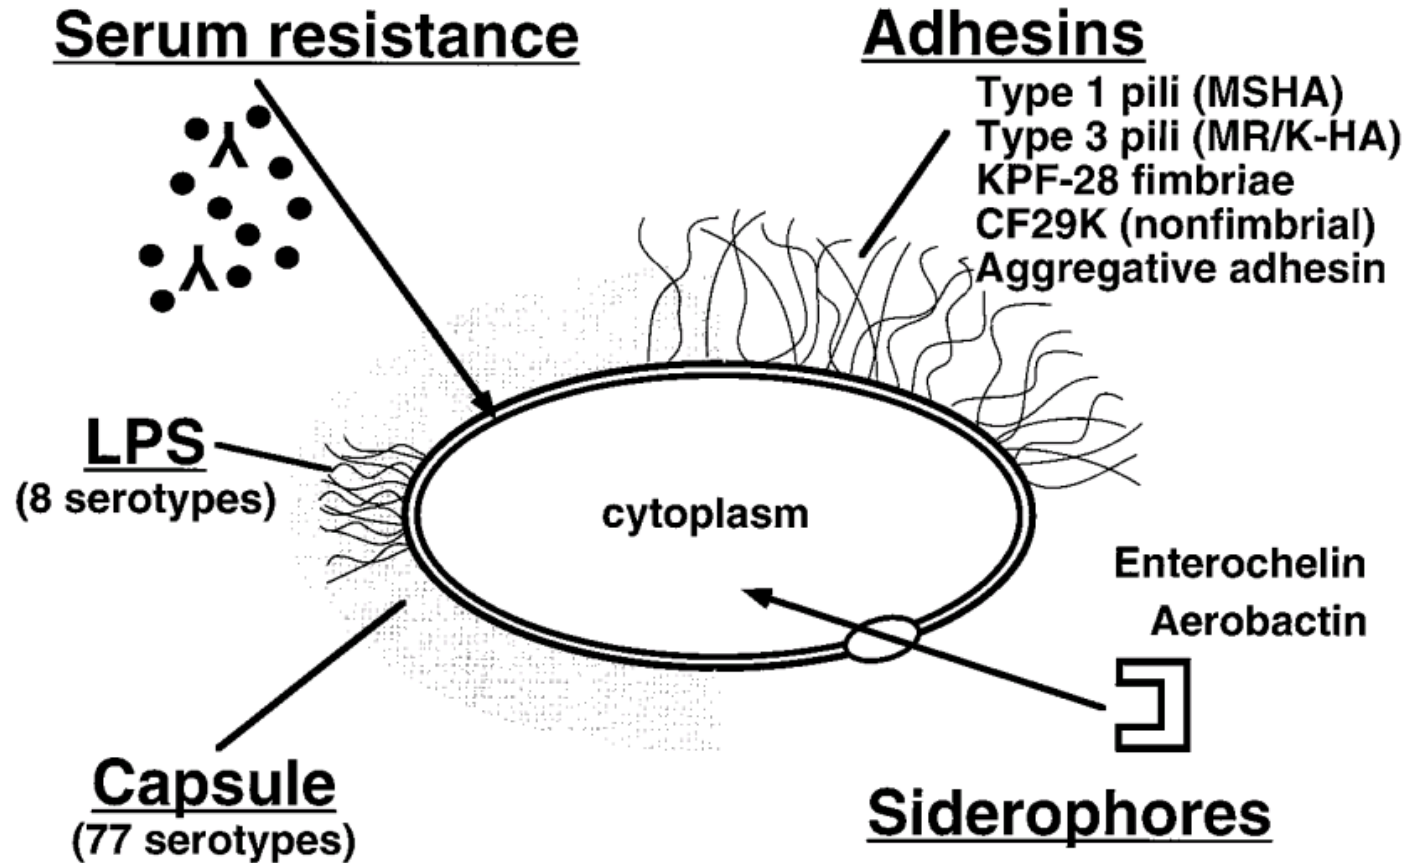 Serum resistance
Adhesins
Type 1 pili (MSHA)
Type 3 pili (MR/K-HA)
KPF-28 fimbriae
CF29K (nonfimbrial)
Aggregative adhesin
LPS
(8 serotypes)
cytoplasm
Enterochelin
Aerobactin
Capsule
(77 serotypes)
Siderophores